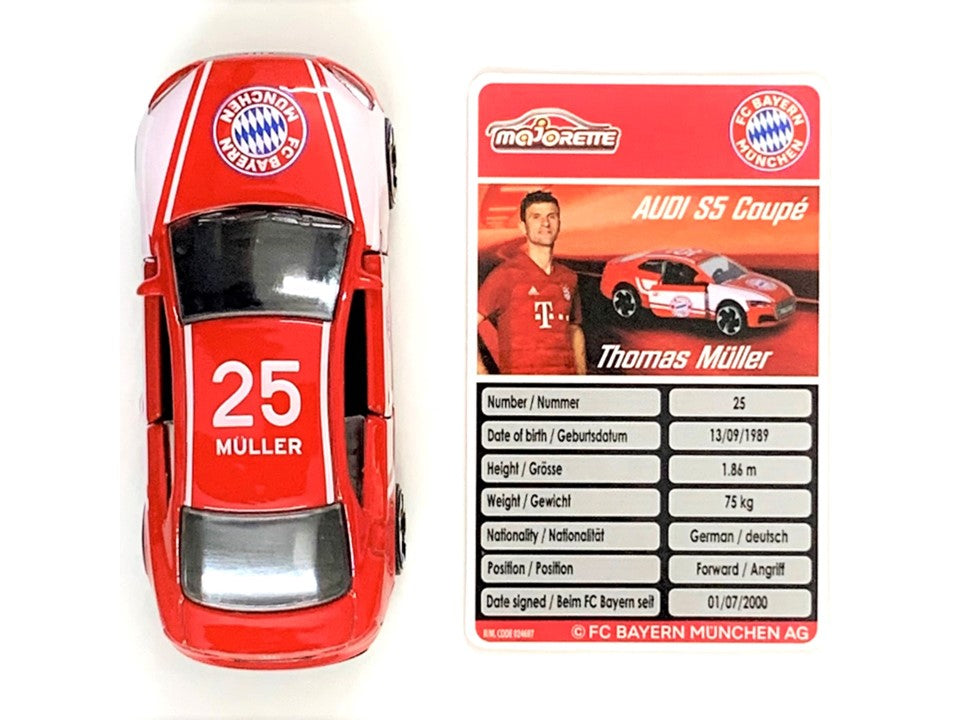 FC BAYERN
MÜNCHEN
25
MÜLLER
majorette
FC BAYERN
MÜNCHEN
AUDI S5 Coupé
T
Thomas Müller
Number / Nummer 25
Date of birth / Geburtsdatum 13/09/1989
Height / Grösse 1.86 m
Weight / Gewicht 75 kg
Nationality / Nationalität German / deutsch
Position / Position Forward / Angriff
Date signed / Beim FC Bayern seit 01/07/2000
CODE 024687
© FC BAYERN MÜNCHEN AG